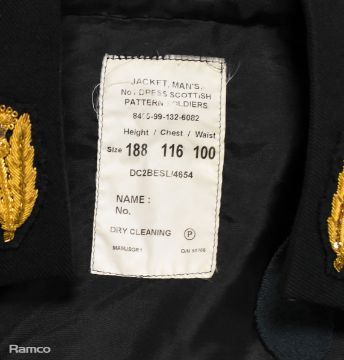 JACKET, MAN'S,
No 1 DRESS SCOTTISH
PATTERN SOLDIERS
8405-99-132-6082
Height / Chest / Waist
Size 188 116 100
DC2BESL/4654
NAME :
No.
DRY CLEANING P
Ramco